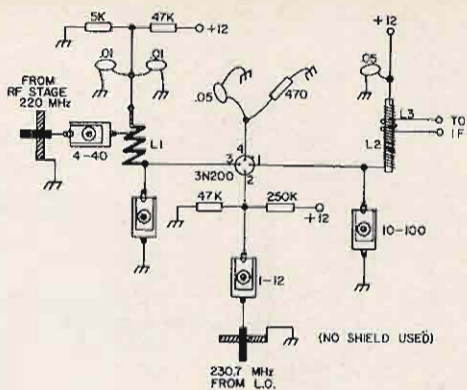 5K
47K
+12
+12
.01
.01
.05
FROM
RF STAGE
220 MHz
.05
470
L3
TO
IF
L1
L2
4-40
4
3
1
3N200
2
47K
250K
+12
10-100
1-12
(NO SHIELD USED)
230.7 MHz
FROM L.O.